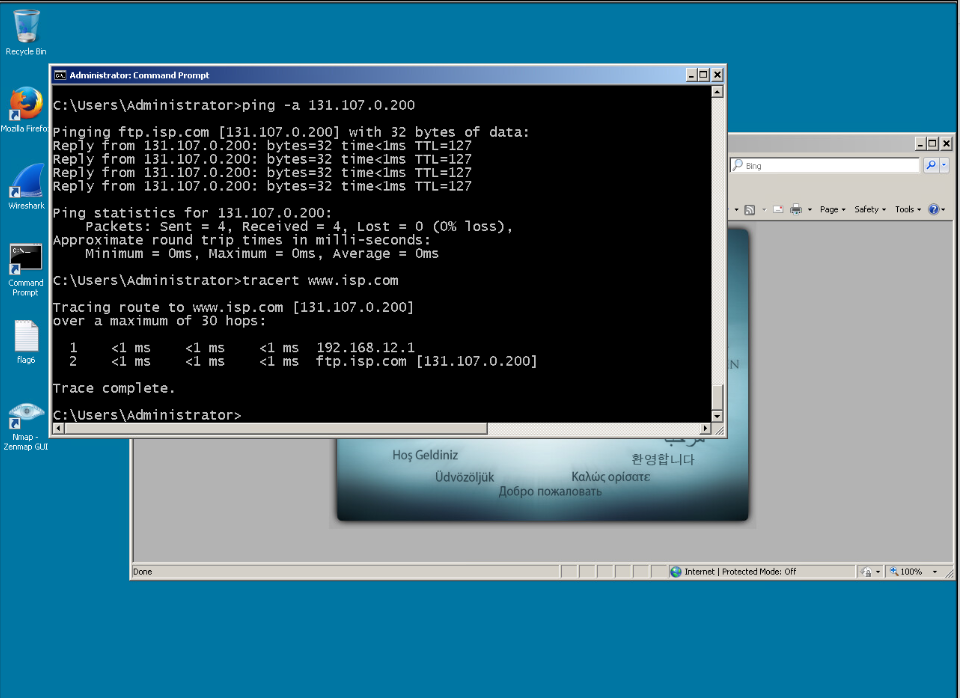 Recycle Bin
Administrator: Command Prompt
C:\Users\Administrator>ping -a 131.107.0.200
Mozilla Firefo
Pinging ftp.isp.com [131.107.0.200] with 32 bytes of data:
Reply from 131.107.0.200: bytes=32 time<1ms TTL=127
Reply from 131.107.0.200: bytes=32 time<1ms TTL=127
Reply from 131.107.0.200: bytes=32 time<1ms TTL=127
Reply from 131.107.0.200: bytes=32 time<1ms TTL=127
Bing
Wireshark
Page Safety Tools
Ping statistics for 131.107.0.200:
Packets: Sent = 4, Received = 4, Lost = 0 (0% loss),
Approximate round trip times in milli-seconds:
Minimum = 0ms, Maximum = 0ms, Average = 0ms
C:\Users\Administrator>tracert www.isp.com
Command
Prompt
Tracing route to www.isp.com [131.107.0.200]
over a maximum of 30 hops:
1 <1 ms <1 ms <1 ms 192.168.12.1
2 <1 ms <1 ms <1 ms ftp.isp.com [131.107.0.200]
flag6
Trace complete.
C:\Users\Administrator>
Nmap -
Zenmap GUI
Hoş Geldiniz
환영합니다
Üdvözöljük
Καλώς ορίσατε
Добро пожаловать
Done
Internet | Protected Mode: Off
100%